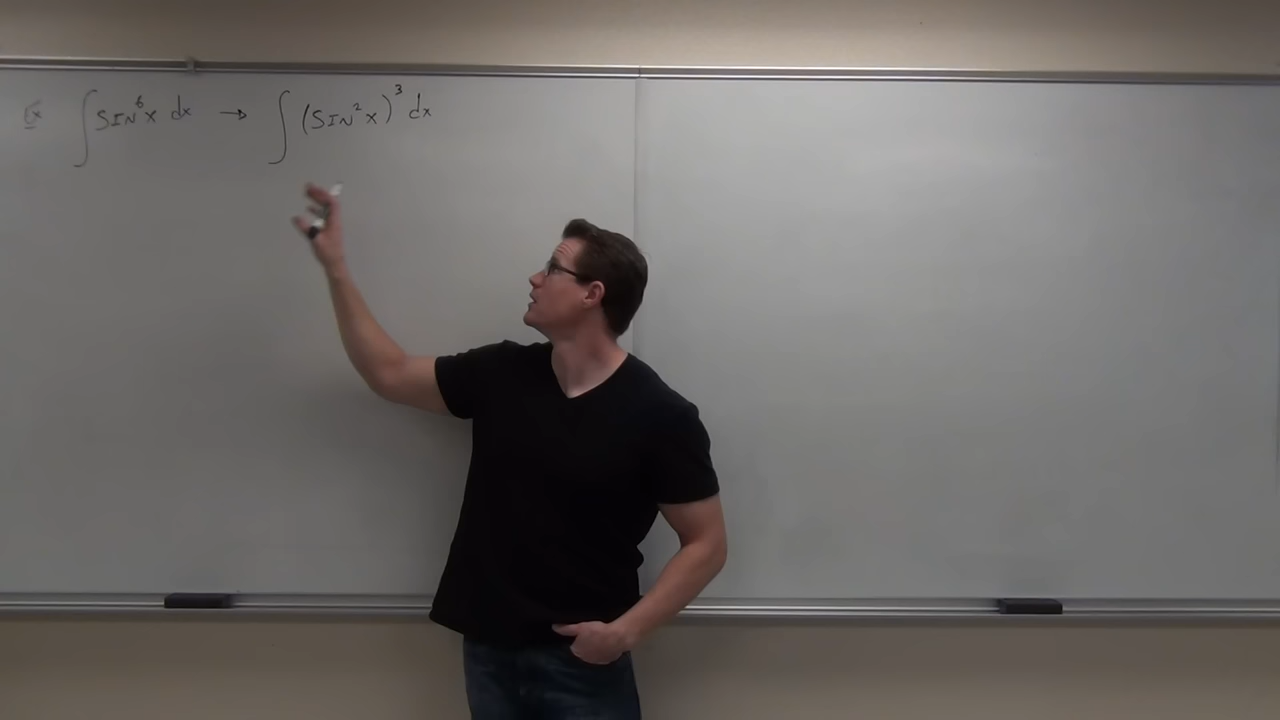 Ex ∫ SIN⁶x dx → ∫ (SIN²x)³ dx